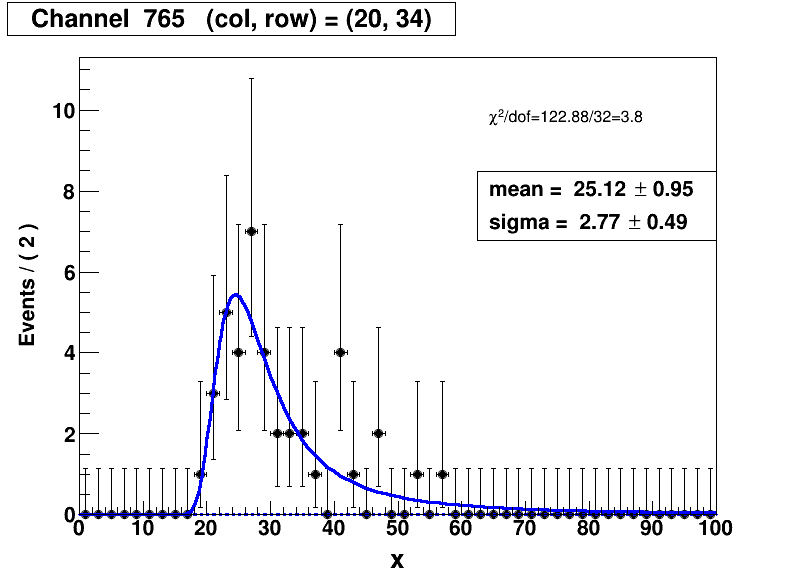 Channel  765   (col, row) = (20, 34)
χ²/dof=122.88/32=3.8
mean =  25.12 ± 0.95
sigma =  2.77 ± 0.49
Events / ( 2 )
10
8
6
4
2
0
0 10 20 30 40 50 60 70 80 90 100
x